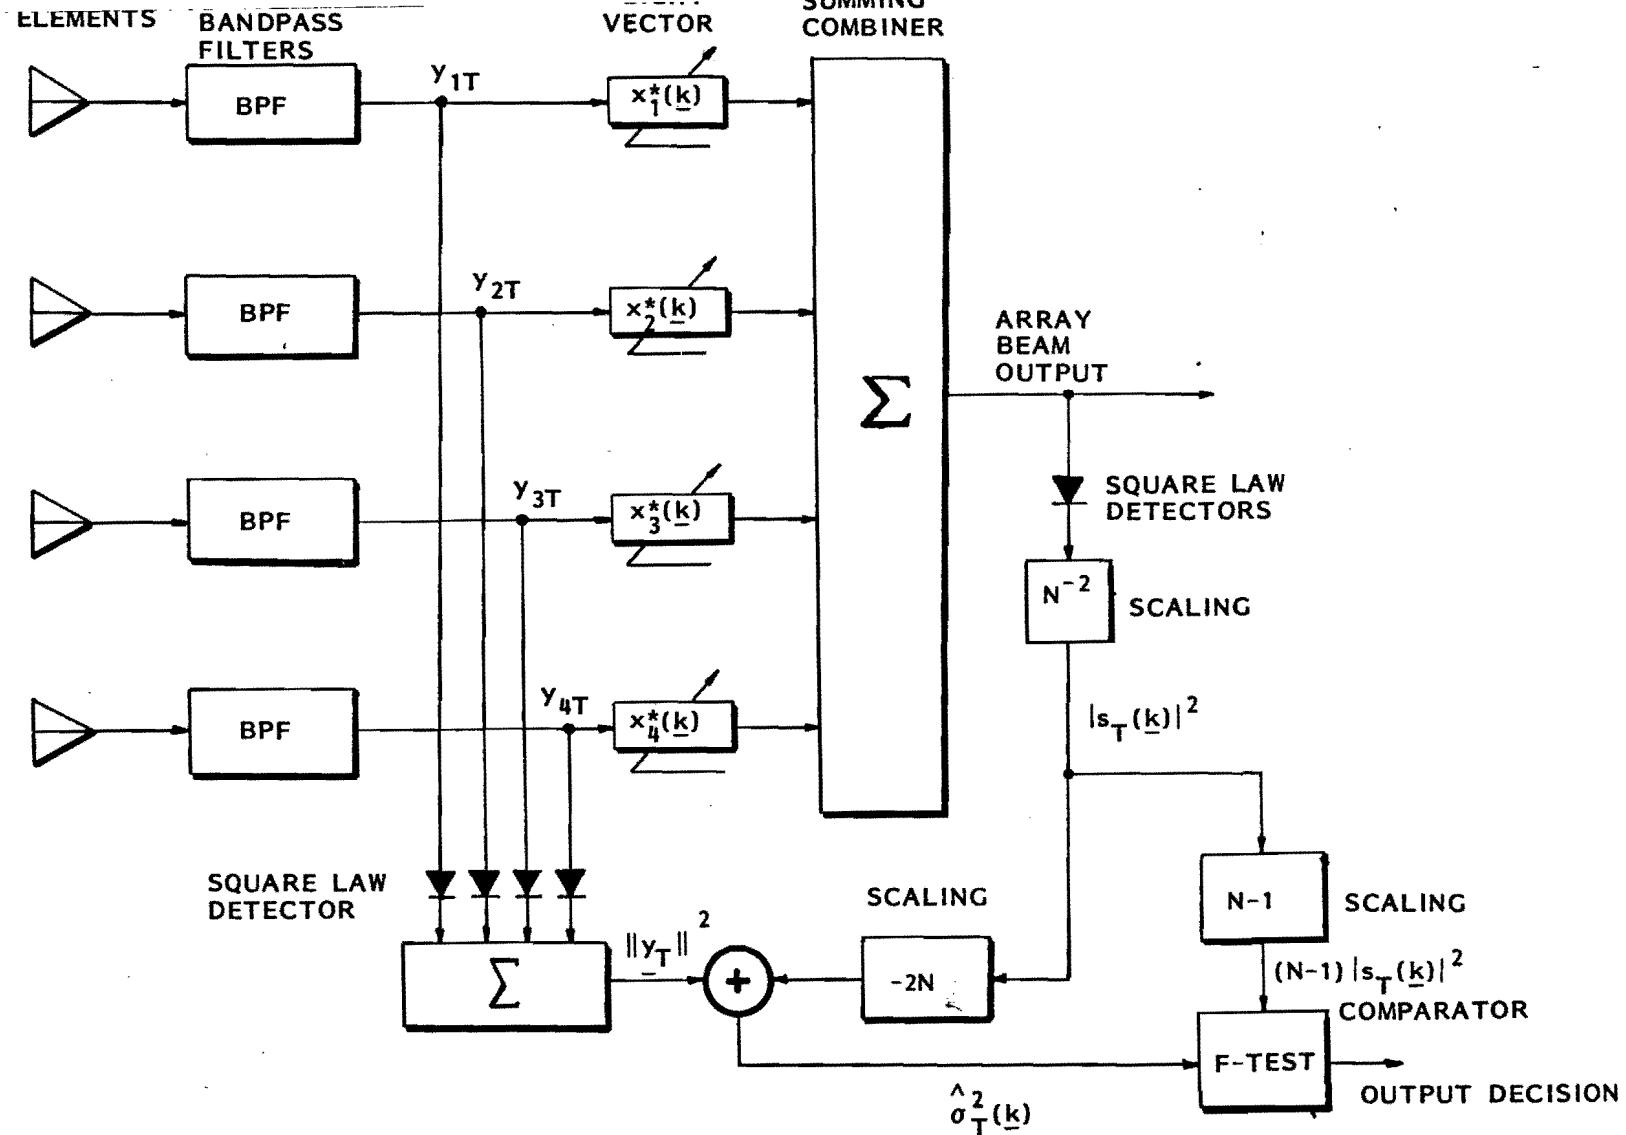 ELEMENTS
BANDPASS
FILTERS
VECTOR
SUMMING
COMBINER
BPF
y1T
x*1(k)
BPF
y2T
x*2(k)
ARRAY
BEAM
OUTPUT
Σ
BPF
y3T
x*3(k)
SQUARE LAW
DETECTORS
N-2
SCALING
BPF
y4T
x*4(k)
|sT(k)|2
SQUARE LAW
DETECTOR
SCALING
N-1
SCALING
Σ
||yT||2
+
-2N
(N-1)|sT(k)|2
COMPARATOR
F-TEST
OUTPUT DECISION
σ̂2T(k)